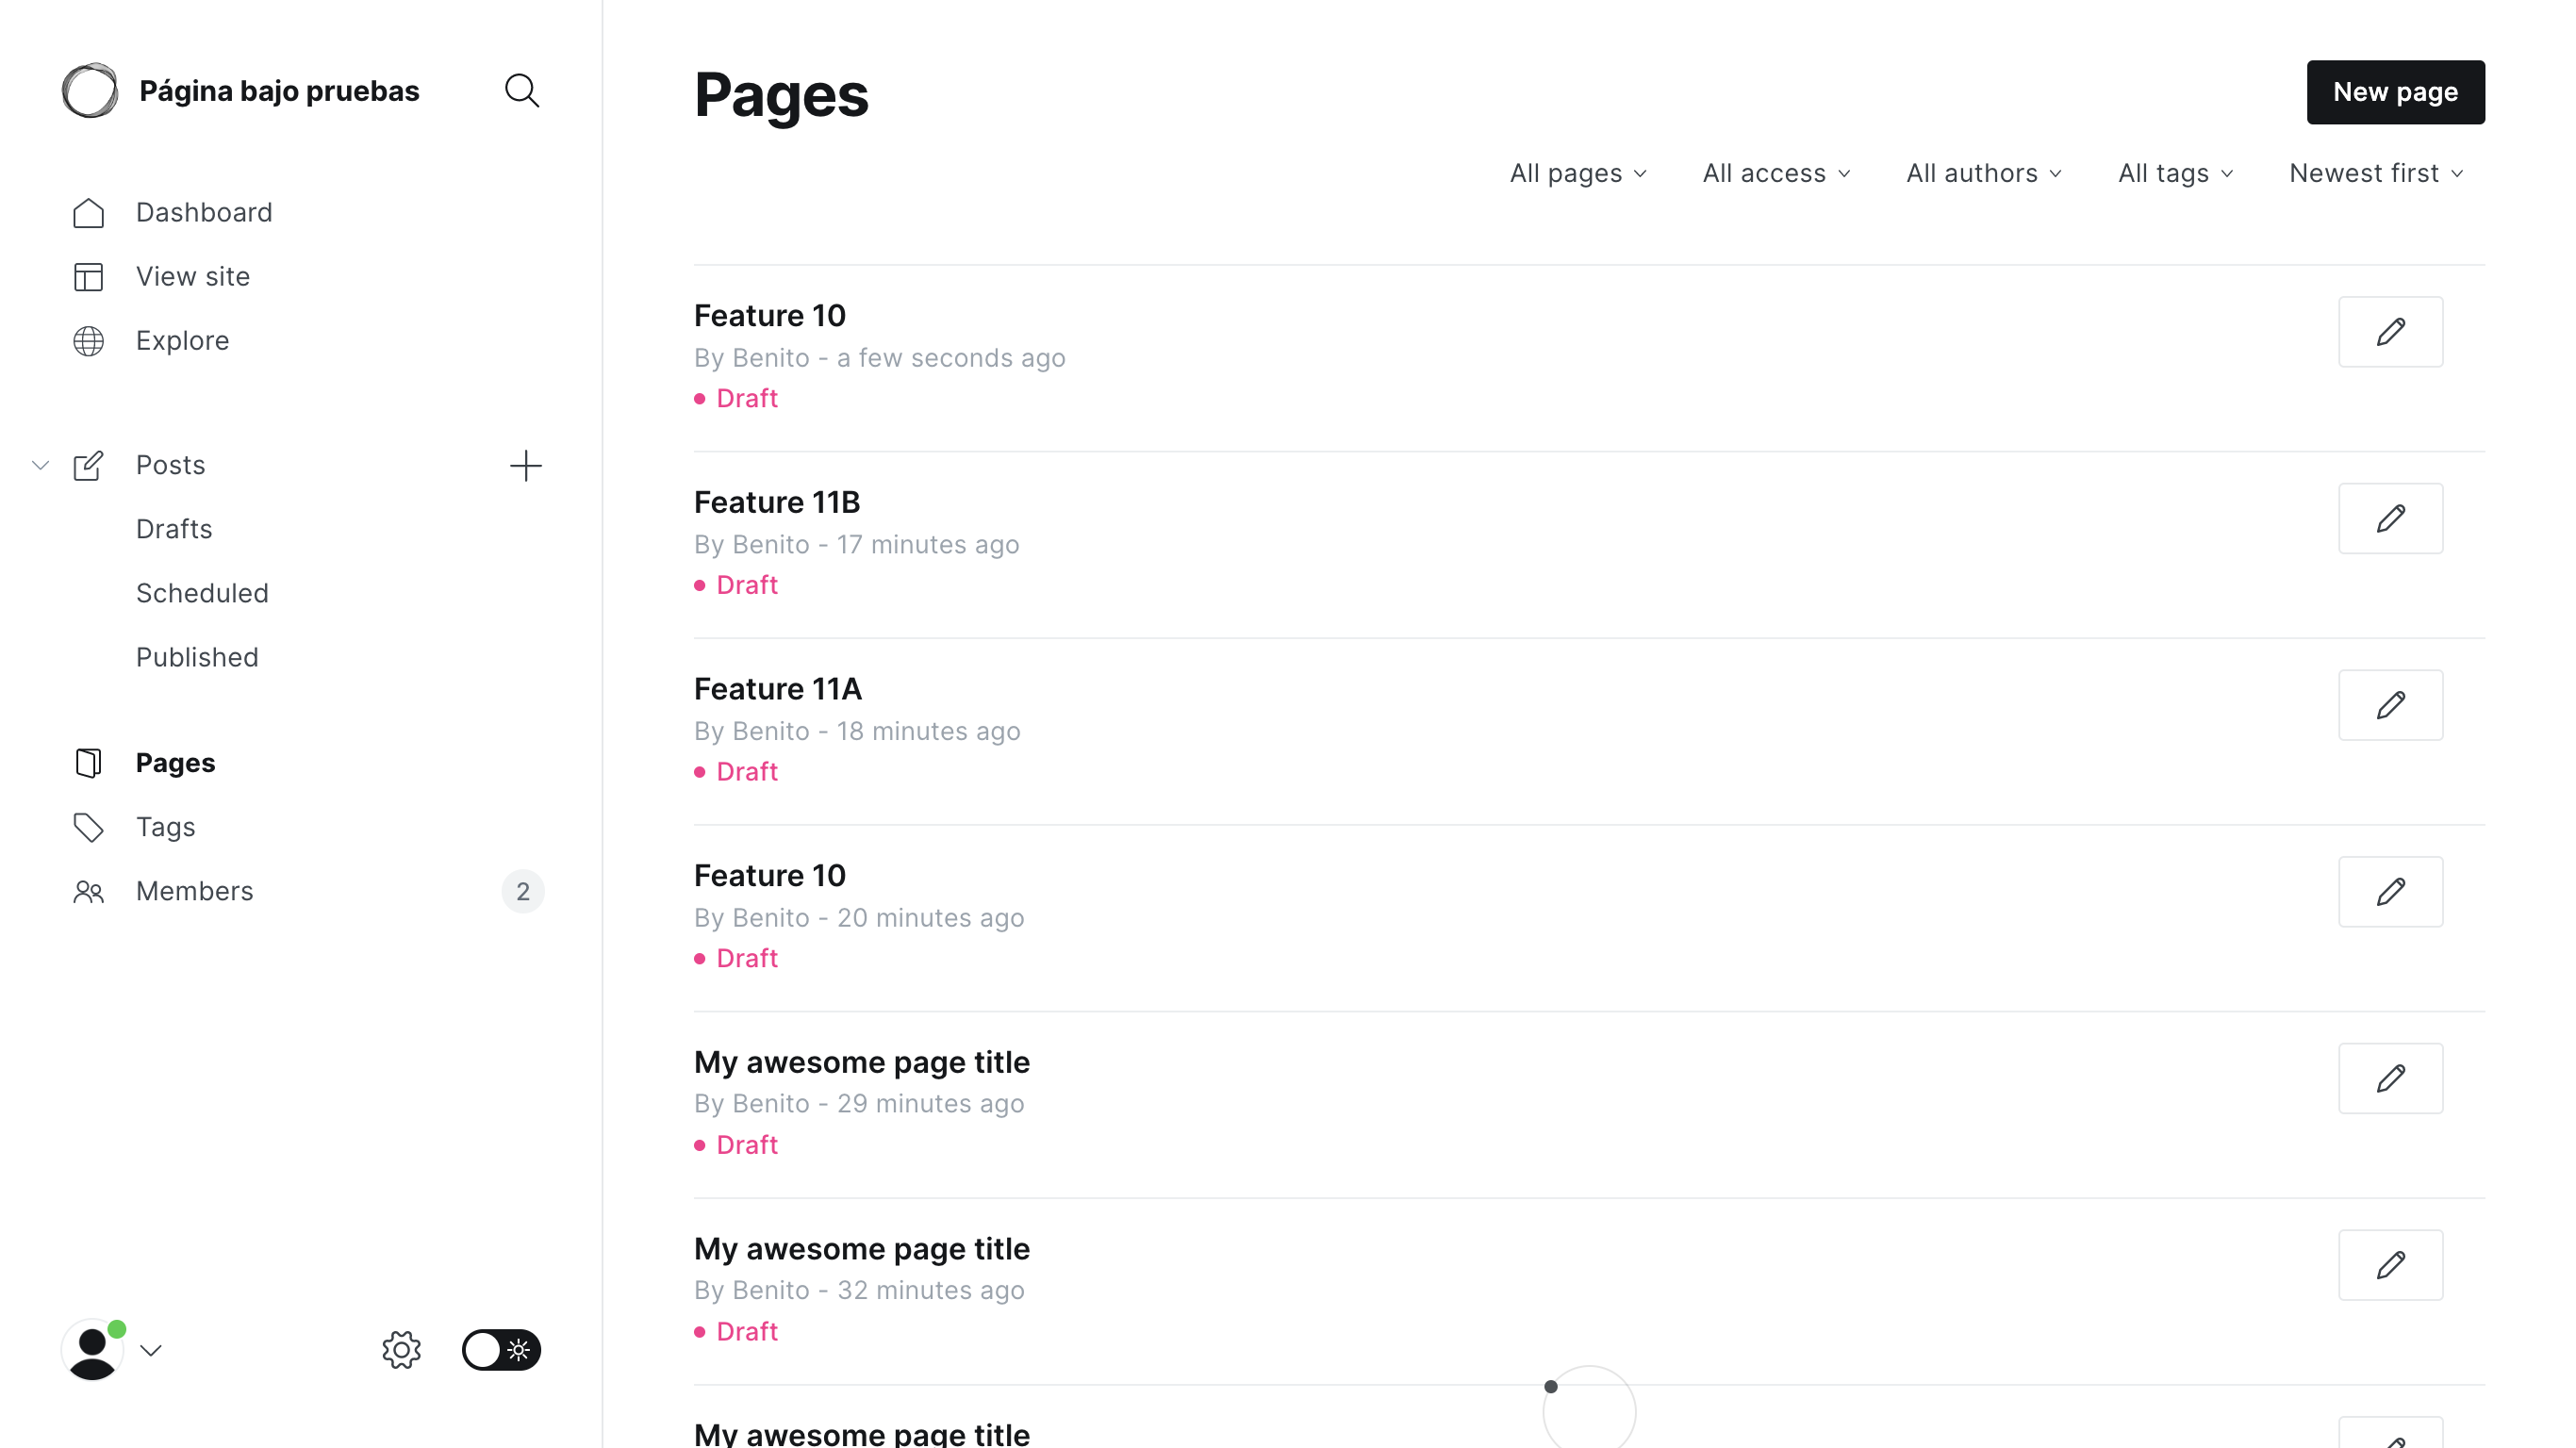 Página bajo pruebas
Dashboard
View site
Explore
Posts
Drafts
Scheduled
Published
Pages
Tags
Members
2
Pages
New page
All pages
All access
All authors
All tags
Newest first
Feature 10
By Benito - a few seconds ago
Draft
Feature 11B
By Benito - 17 minutes ago
Draft
Feature 11A
By Benito - 18 minutes ago
Draft
Feature 10
By Benito - 20 minutes ago
Draft
My awesome page title
By Benito - 29 minutes ago
Draft
My awesome page title
By Benito - 32 minutes ago
Draft
My awesome page title